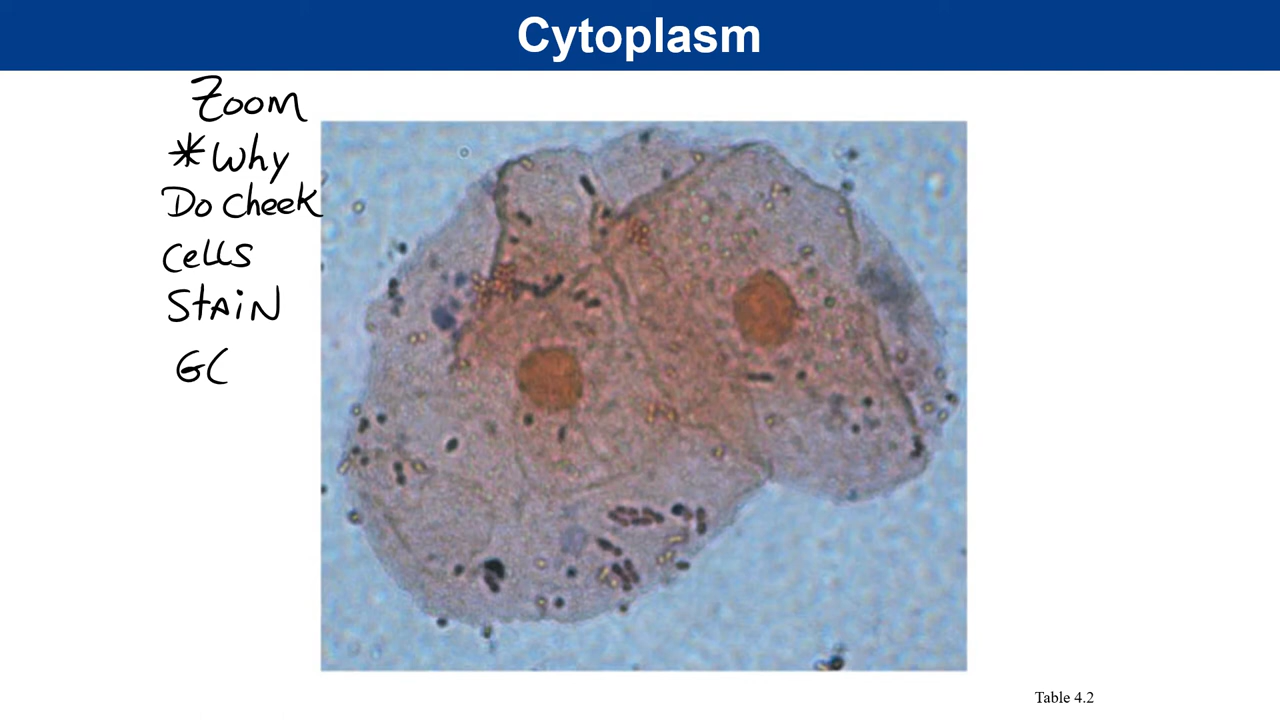 Cytoplasm
Zoom
*Why
Do Cheek
Cells
STAIN
GC
Table 4.2